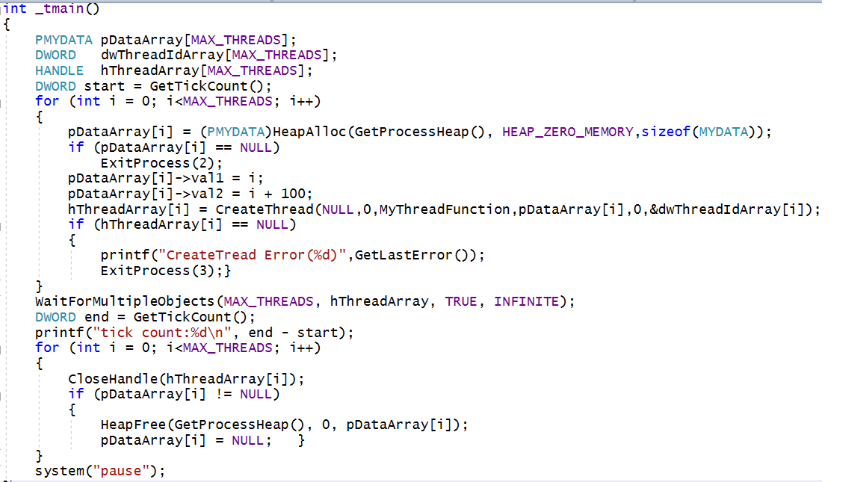 int _tmain()
{
PMYDATA pDataArray[MAX_THREADS];
DWORD   dwThreadIdArray[MAX_THREADS];
HANDLE  hThreadArray[MAX_THREADS];
DWORD start = GetTickCount();
for (int i = 0; i<MAX_THREADS; i++)
{
pDataArray[i] = (PMYDATA)HeapAlloc(GetProcessHeap(), HEAP_ZERO_MEMORY,sizeof(MYDATA));
if (pDataArray[i] == NULL)
ExitProcess(2);
pDataArray[i]->val1 = i;
pDataArray[i]->val2 = i + 100;
hThreadArray[i] = CreateThread(NULL,0,MyThreadFunction,pDataArray[i],0,&dwThreadIdArray[i]);
if (hThreadArray[i] == NULL)
{
printf("CreateTread Error(%d)",GetLastError());
ExitProcess(3);}
}
WaitForMultipleObjects(MAX_THREADS, hThreadArray, TRUE, INFINITE);
DWORD end = GetTickCount();
printf("tick count:%d\n", end - start);
for (int i = 0; i<MAX_THREADS; i++)
{
CloseHandle(hThreadArray[i]);
if (pDataArray[i] != NULL)
{
HeapFree(GetProcessHeap(), 0, pDataArray[i]);
pDataArray[i] = NULL;   }
}
system("pause");